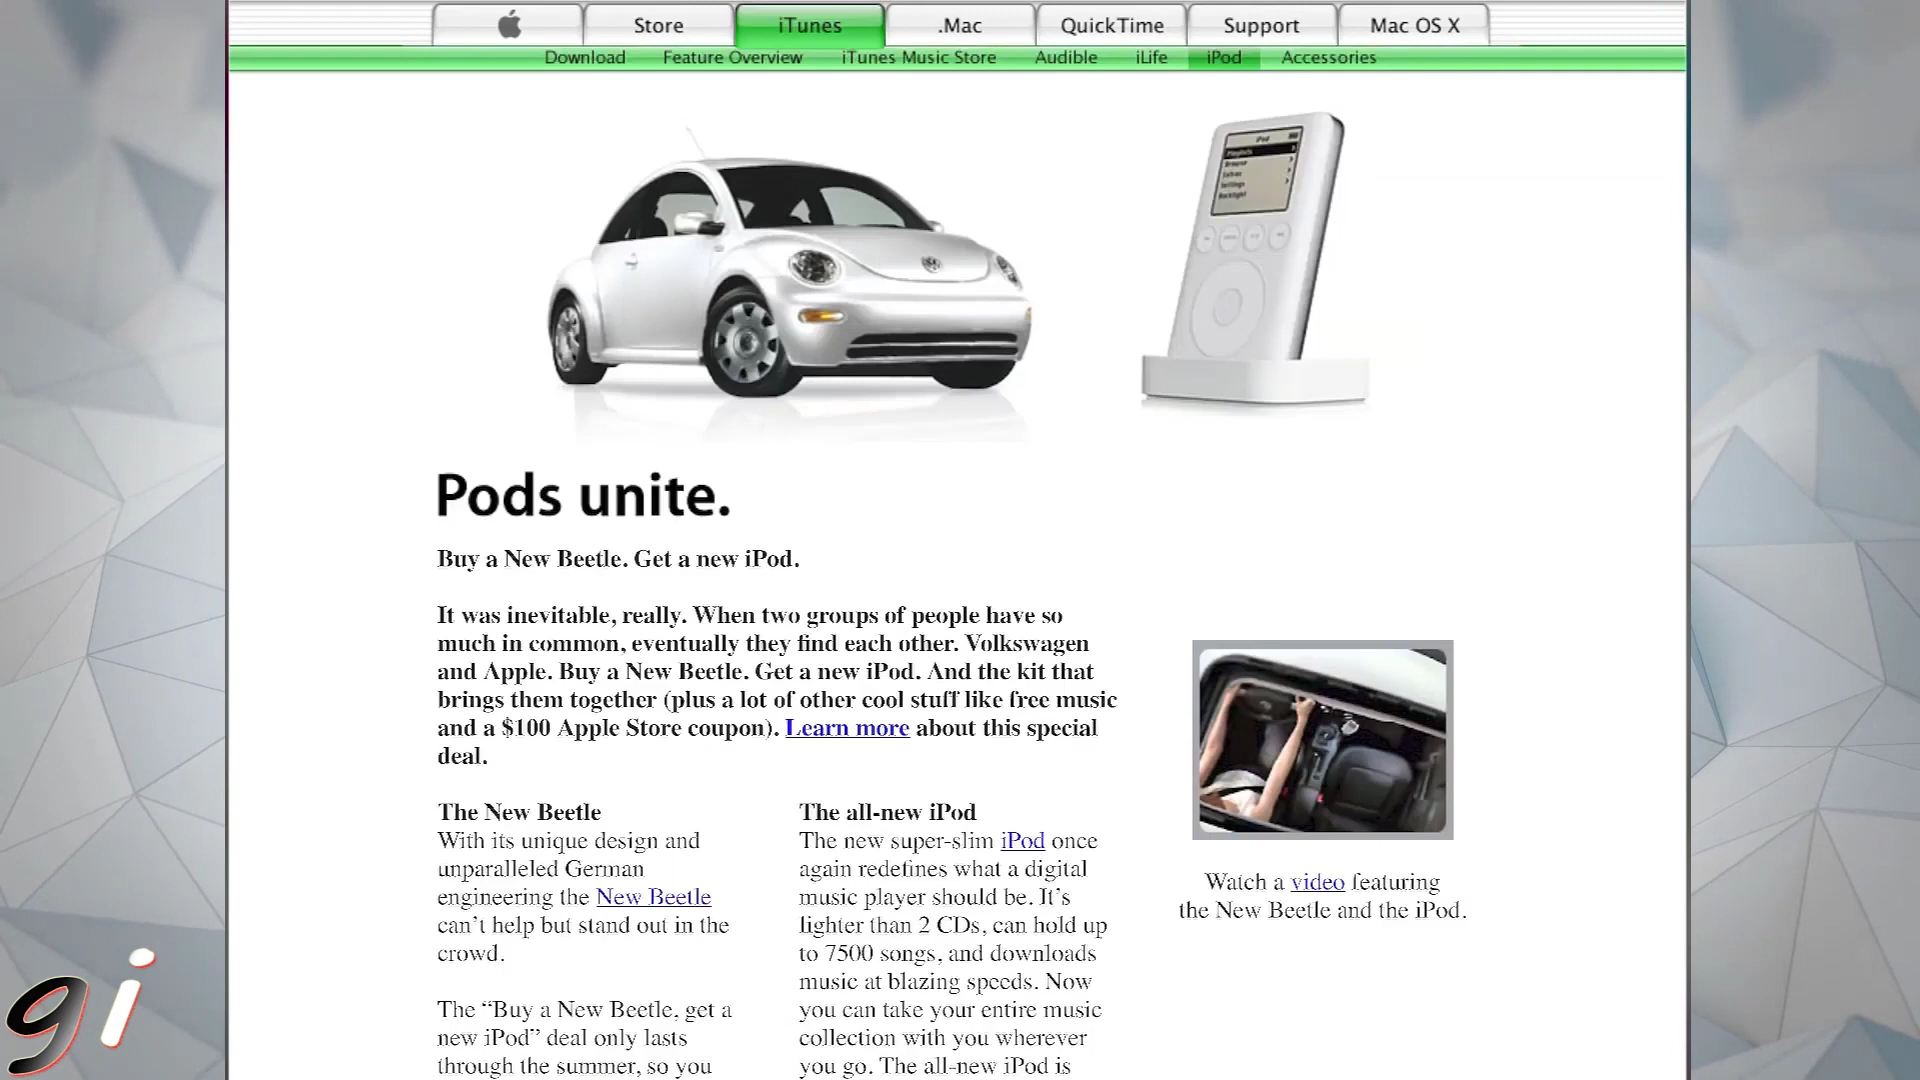 Store iTunes .Mac QuickTime Support Mac OS X
Download Feature Overview iTunes Music Store Audible iLife iPod Accessories
iPod
Playlists
Browse
Extras
Settings
Backlight
Pods unite.
Buy a New Beetle. Get a new iPod.
It was inevitable, really. When two groups of people have so
much in common, eventually they find each other. Volkswagen
and Apple. Buy a New Beetle. Get a new iPod. And the kit that
brings them together (plus a lot of other cool stuff like free music
and a $100 Apple Store coupon). Learn more about this special
deal.
The New Beetle
With its unique design and
unparalleled German
engineering the New Beetle
can't help but stand out in the
crowd.
The “Buy a New Beetle, get a
new iPod” deal only lasts
through the summer, so you
The all-new iPod
The new super-slim iPod once
again redefines what a digital
music player should be. It's
lighter than 2 CDs, can hold up
to 7500 songs, and downloads
music at blazing speeds. Now
you can take your entire music
collection with you wherever
you go. The all-new iPod is
Watch a video featuring
the New Beetle and the iPod.
gi